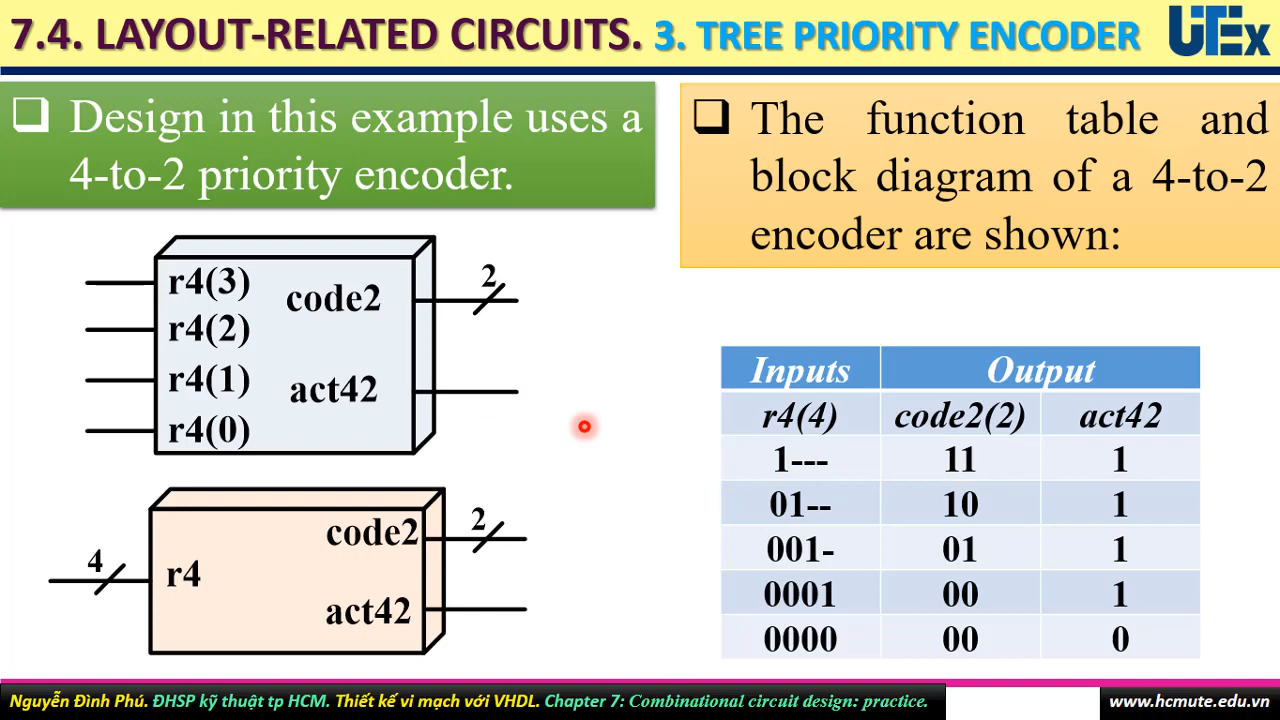 7.4. LAYOUT-RELATED CIRCUITS. 3. TREE PRIORITY ENCODER
UTEx
❑ Design in this example uses a
4-to-2 priority encoder.
❑ The function table and
block diagram of a 4-to-2
encoder are shown:
r4(3)
r4(2)
r4(1)
r4(0)
code2
act42
2
4
r4
code2
act42
2
Inputs Output
r4(4) code2(2) act42
1--- 11 1
01-- 10 1
001- 01 1
0001 00 1
0000 00 0
Nguyễn Đình Phú. ĐHSP kỹ thuật tp HCM. Thiết kế vi mạch với VHDL. Chapter 7: Combinational circuit design: practice.
www.hcmute.edu.vn